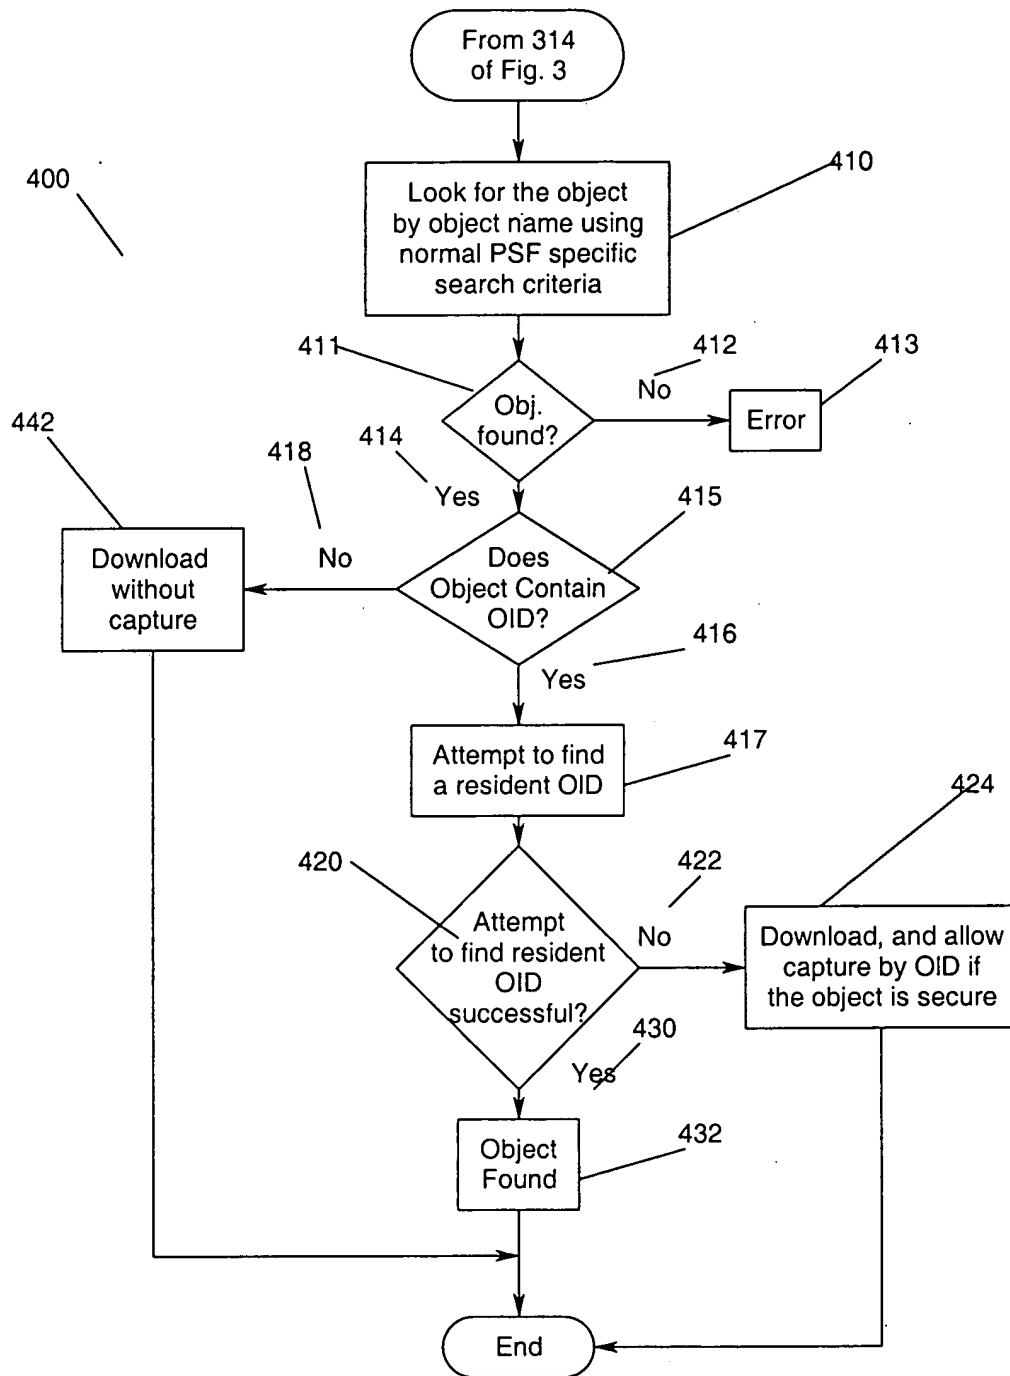 From 314
of Fig. 3
410
400
Look for the object
by object name using
normal PSF specific
search criteria
411
412
413
No
Obj.
found?
Error
442
414
418
Yes
415
Download
without
capture
No
Does
Object Contain
OID?
416
Yes
Attempt to find
a resident OID
417
424
420
422
Attempt
to find resident
OID
successful?
No
Download, and allow
capture by OID if
the object is secure
430
Yes
Object
Found
432
End